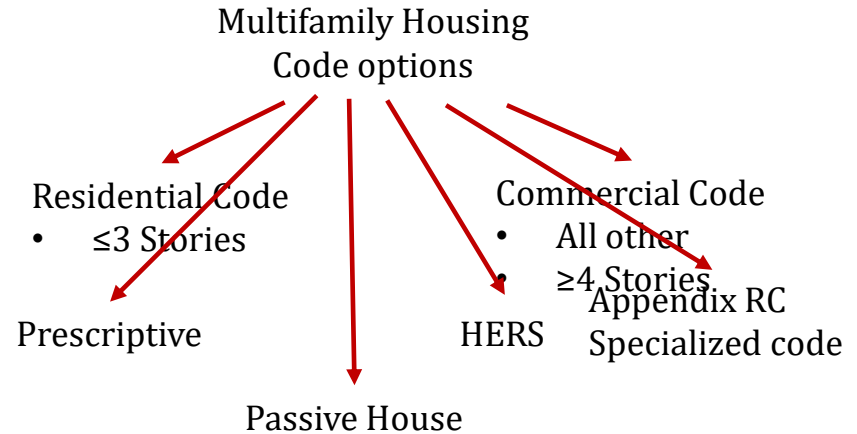 Multifamily Housing
Code options
Residential Code
• ≤3 Stories
Commercial Code
• All other
• ≥4 Stories
Prescriptive
HERS
Appendix RC
Specialized code
Passive House